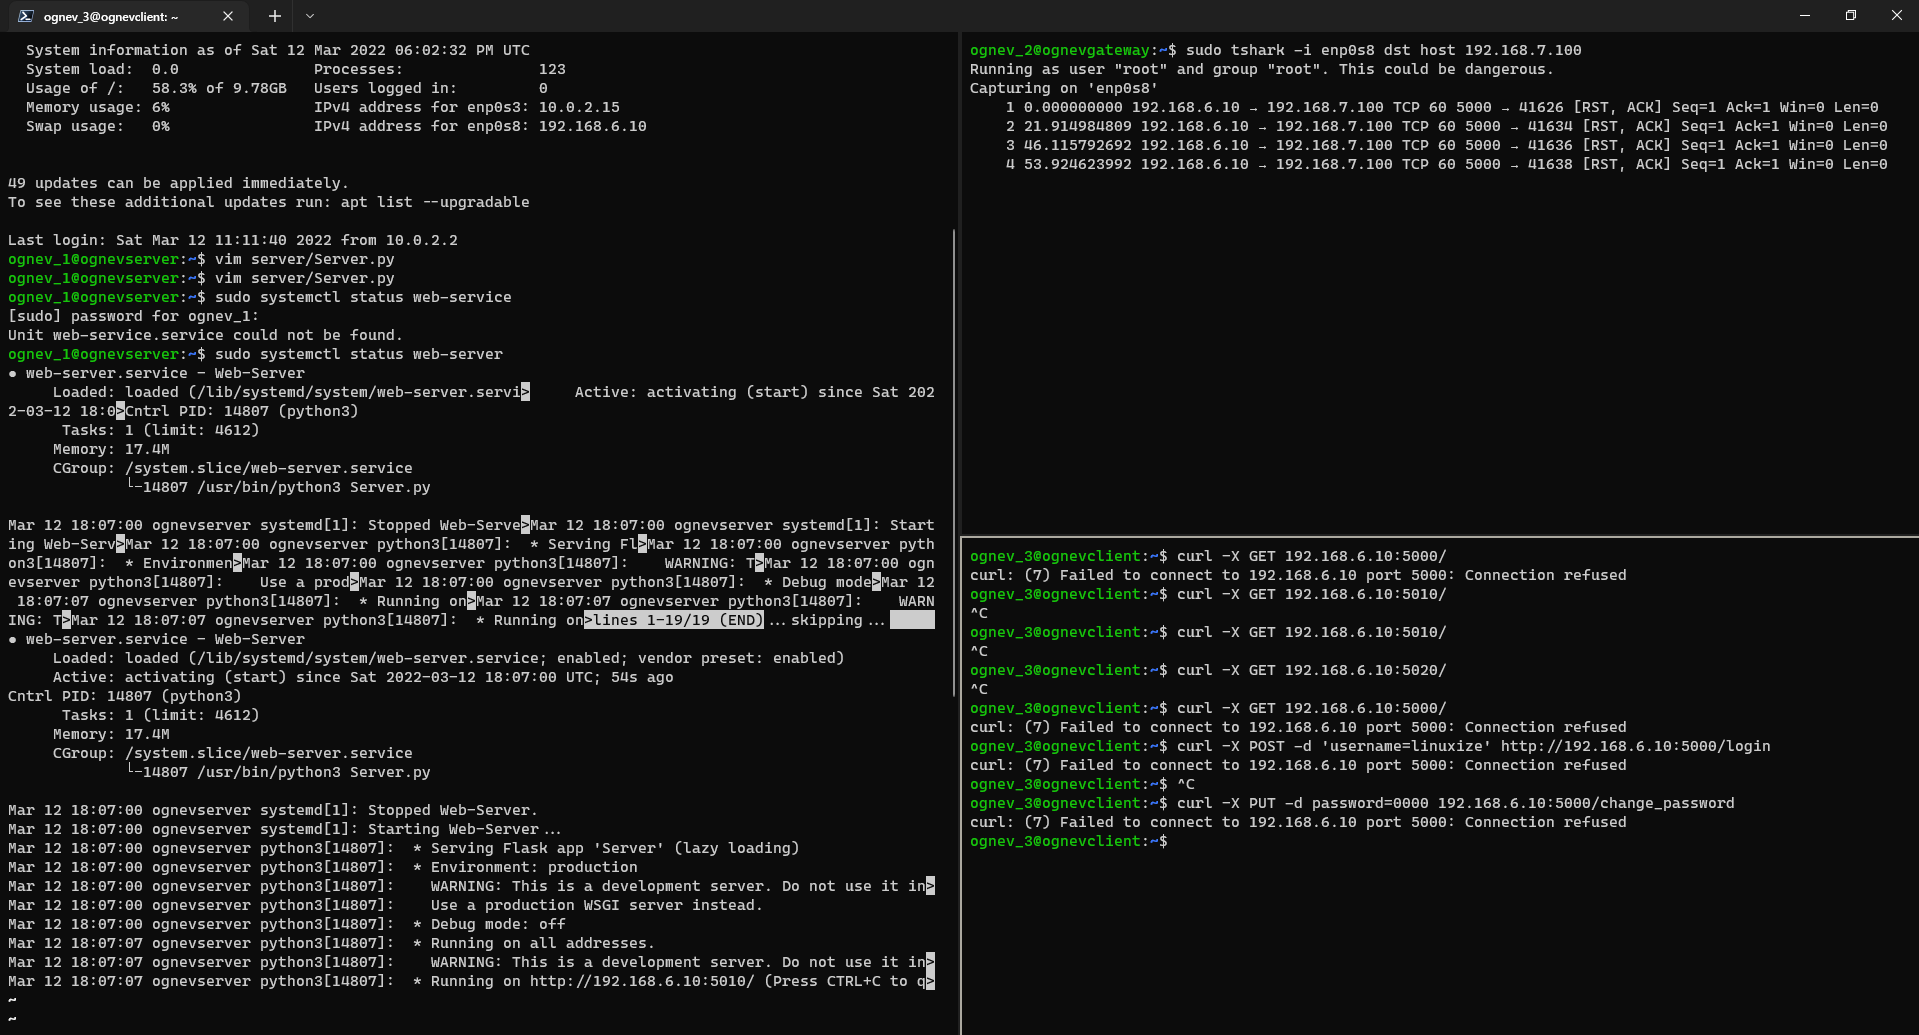 ognev_3@ognevclient: ~
System information as of Sat 12 Mar 2022 06:02:32 PM UTC
System load:  0.0                Processes:               123
Usage of /:   58.3% of 9.78GB   Users logged in:         0
Memory usage: 6%                IPv4 address for enp0s3: 10.0.2.15
Swap usage:   0%                IPv4 address for enp0s8: 192.168.6.10
49 updates can be applied immediately.
To see these additional updates run: apt list --upgradable
Last login: Sat Mar 12 11:11:40 2022 from 10.0.2.2
ognev_1@ognevserver:~$ vim server/Server.py
ognev_1@ognevserver:~$ vim server/Server.py
ognev_1@ognevserver:~$ sudo systemctl status web-service
[sudo] password for ognev_1:
Unit web-service.service could not be found.
ognev_1@ognevserver:~$ sudo systemctl status web-server
● web-server.service - Web-Server
     Loaded: loaded (/lib/systemd/system/web-server.servi>     Active: activating (start) since Sat 202
2-03-12 18:0>Cntrl PID: 14807 (python3)
      Tasks: 1 (limit: 4612)
     Memory: 17.4M
     CGroup: /system.slice/web-server.service
             └─14807 /usr/bin/python3 Server.py
Mar 12 18:07:00 ognevserver systemd[1]: Stopped Web-Serve>Mar 12 18:07:00 ognevserver systemd[1]: Start
ing Web-Serv>Mar 12 18:07:00 ognevserver python3[14807]:  * Serving Fl>Mar 12 18:07:00 ognevserver pyth
on3[14807]:  * Environmen>Mar 12 18:07:00 ognevserver python3[14807]:    WARNING: T>Mar 12 18:07:00 ogn
evserver python3[14807]:    Use a prod>Mar 12 18:07:00 ognevserver python3[14807]:  * Debug mode>Mar 12
 18:07:07 ognevserver python3[14807]:  * Running on>Mar 12 18:07:07 ognevserver python3[14807]:    WARN
ING: T>Mar 12 18:07:07 ognevserver python3[14807]:  * Running on>lines 1-19/19 (END)...skipping...
● web-server.service - Web-Server
     Loaded: loaded (/lib/systemd/system/web-server.service; enabled; vendor preset: enabled)
     Active: activating (start) since Sat 2022-03-12 18:07:00 UTC; 54s ago
Cntrl PID: 14807 (python3)
      Tasks: 1 (limit: 4612)
     Memory: 17.4M
     CGroup: /system.slice/web-server.service
             └─14807 /usr/bin/python3 Server.py
Mar 12 18:07:00 ognevserver systemd[1]: Stopped Web-Server.
Mar 12 18:07:00 ognevserver systemd[1]: Starting Web-Server...
Mar 12 18:07:00 ognevserver python3[14807]:  * Serving Flask app 'Server' (lazy loading)
Mar 12 18:07:00 ognevserver python3[14807]:  * Environment: production
Mar 12 18:07:00 ognevserver python3[14807]:    WARNING: This is a development server. Do not use it in>
Mar 12 18:07:00 ognevserver python3[14807]:    Use a production WSGI server instead.
Mar 12 18:07:00 ognevserver python3[14807]:  * Debug mode: off
Mar 12 18:07:07 ognevserver python3[14807]:  * Running on all addresses.
Mar 12 18:07:07 ognevserver python3[14807]:    WARNING: This is a development server. Do not use it in>
Mar 12 18:07:07 ognevserver python3[14807]:  * Running on http://192.168.6.10:5010/ (Press CTRL+C to q>
~
~
ognev_2@ognevgateway:~$ sudo tshark -i enp0s8 dst host 192.168.7.100
Running as user "root" and group "root". This could be dangerous.
Capturing on 'enp0s8'
    1 0.000000000 192.168.6.10 → 192.168.7.100 TCP 60 5000 → 41626 [RST, ACK] Seq=1 Ack=1 Win=0 Len=0
    2 21.914984809 192.168.6.10 → 192.168.7.100 TCP 60 5000 → 41634 [RST, ACK] Seq=1 Ack=1 Win=0 Len=0
    3 46.115792692 192.168.6.10 → 192.168.7.100 TCP 60 5000 → 41636 [RST, ACK] Seq=1 Ack=1 Win=0 Len=0
    4 53.924623992 192.168.6.10 → 192.168.7.100 TCP 60 5000 → 41638 [RST, ACK] Seq=1 Ack=1 Win=0 Len=0
ognev_3@ognevclient:~$ curl -X GET 192.168.6.10:5000/
curl: (7) Failed to connect to 192.168.6.10 port 5000: Connection refused
ognev_3@ognevclient:~$ curl -X GET 192.168.6.10:5010/
^C
ognev_3@ognevclient:~$ curl -X GET 192.168.6.10:5010/
^C
ognev_3@ognevclient:~$ curl -X GET 192.168.6.10:5020/
^C
ognev_3@ognevclient:~$ curl -X GET 192.168.6.10:5000/
curl: (7) Failed to connect to 192.168.6.10 port 5000: Connection refused
ognev_3@ognevclient:~$ curl -X POST -d 'username=linuxize' http://192.168.6.10:5000/login
curl: (7) Failed to connect to 192.168.6.10 port 5000: Connection refused
ognev_3@ognevclient:~$ ^C
ognev_3@ognevclient:~$ curl -X PUT -d password=0000 192.168.6.10:5000/change_password
curl: (7) Failed to connect to 192.168.6.10 port 5000: Connection refused
ognev_3@ognevclient:~$